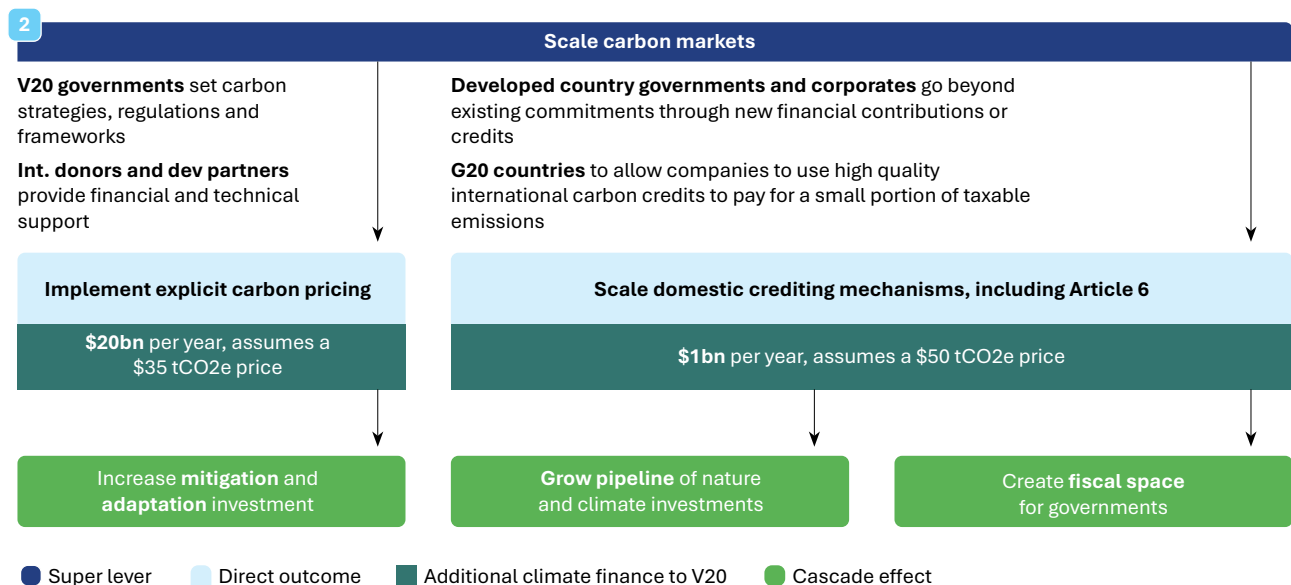 2
Scale carbon markets
V20 governments set carbon
strategies, regulations and
frameworks
Int. donors and dev partners
provide financial and technical
support
Developed country governments and corporates go beyond
existing commitments through new financial contributions or
credits
G20 countries to allow companies to use high quality
international carbon credits to pay for a small portion of taxable
emissions
Implement explicit carbon pricing
$20bn per year, assumes a
$35 tCO2e price
Scale domestic crediting mechanisms, including Article 6
$1bn per year, assumes a $50 tCO2e price
Increase mitigation and
adaptation investment
Grow pipeline of nature
and climate investments
Create fiscal space
for governments
Super lever
Direct outcome
Additional climate finance to V20
Cascade effect